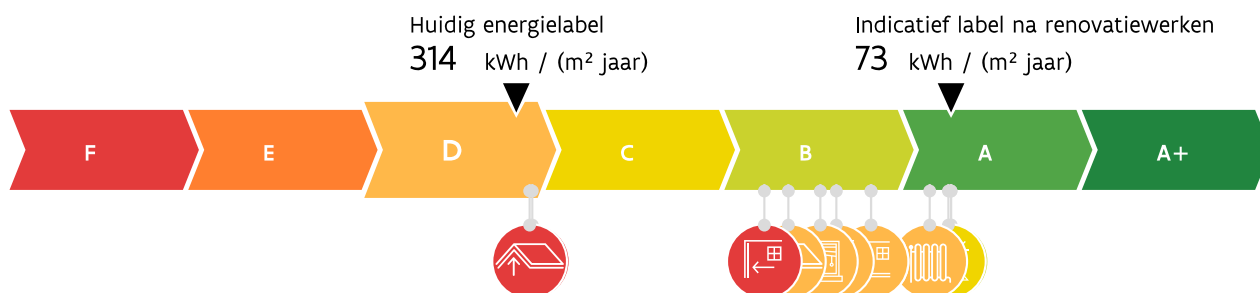 Huidig energielabel
314 kWh / (m² jaar)
Indicatief label na renovatiewerken
73 kWh / (m² jaar)
F E D C B A A+